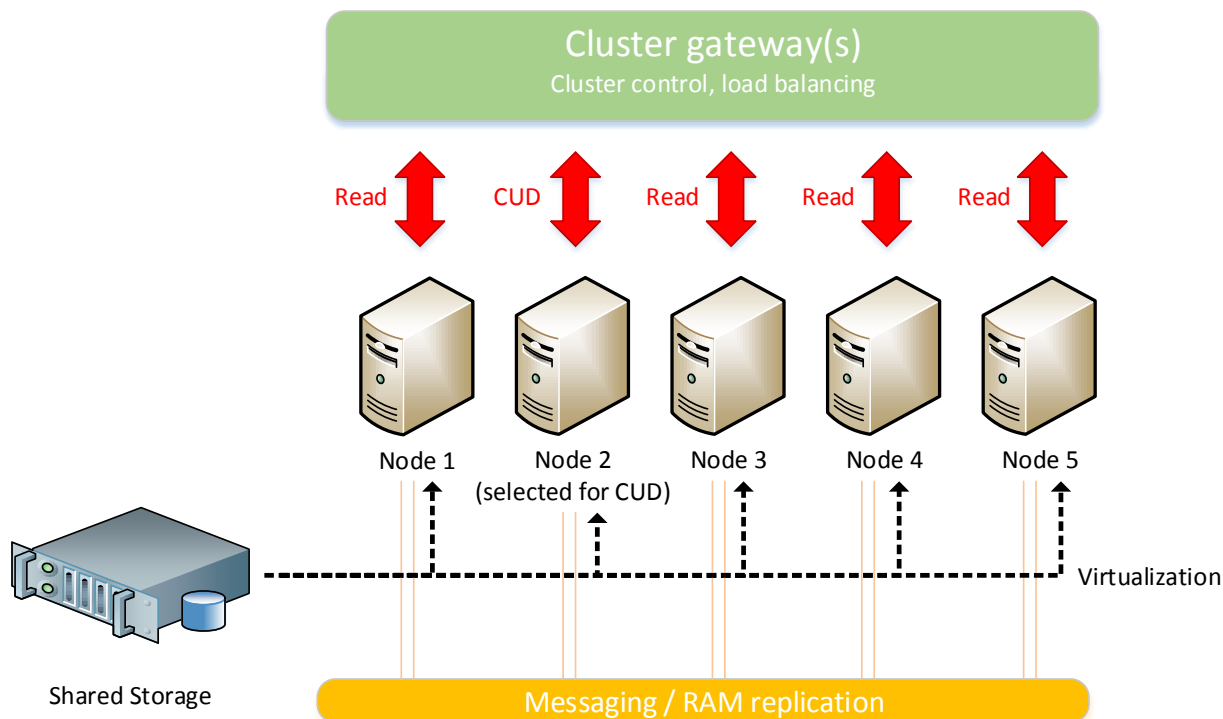 Cluster gateway(s)
Cluster control, load balancing
Read
CUD
Read
Read
Read
Node 1
Node 2
(selected for CUD)
Node 3
Node 4
Node 5
Virtualization
Shared Storage
Messaging / RAM replication